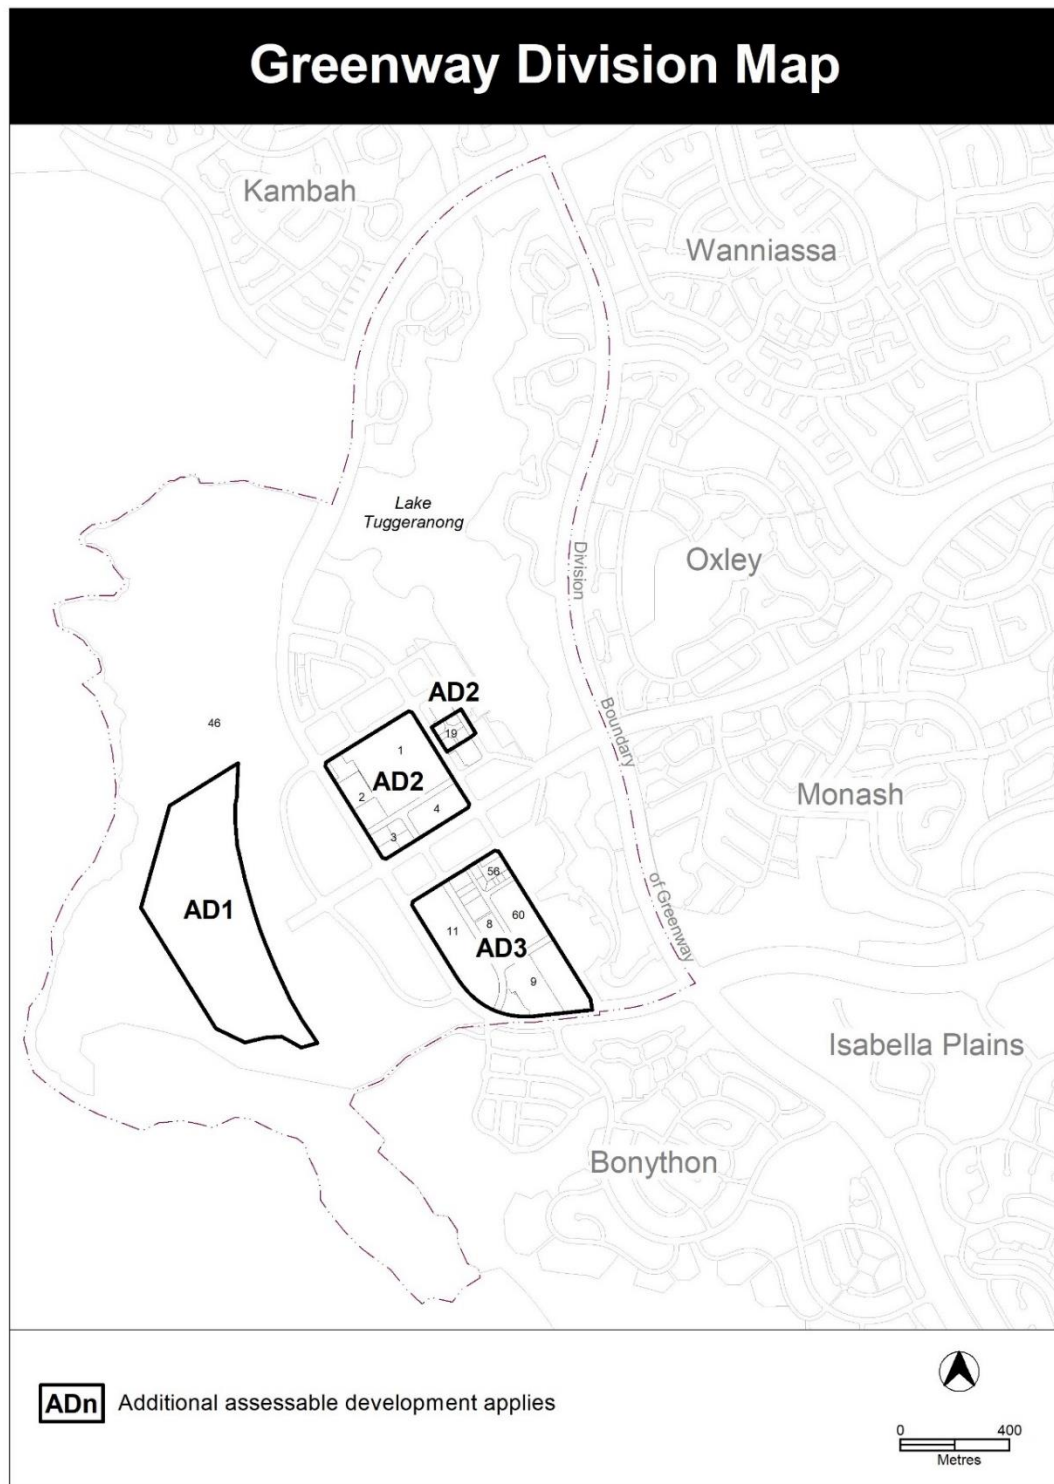 Greenway Division Map
Kambah
Wanniassa
Lake
Tuggeranong
Oxley
Division
Boundary
of Greenway
46
AD2
19
1
AD2
2
4
3
Monash
AD1
56
60
11
8
AD3
9
Isabella Plains
Bonython
ADn Additional assessable development applies
0 400
Metres